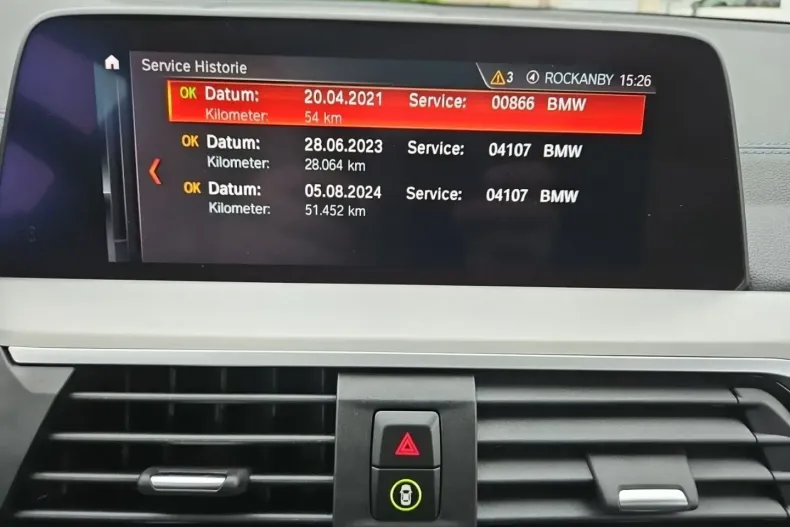 Service Historie
3 4 ROCKANBY 15:26
OK Datum: 20.04.2021 Service: 00866 BMW
Kilometer: 54 km
OK Datum: 28.06.2023 Service: 04107 BMW
Kilometer: 28.064 km
OK Datum: 05.08.2024 Service: 04107 BMW
Kilometer: 51.452 km